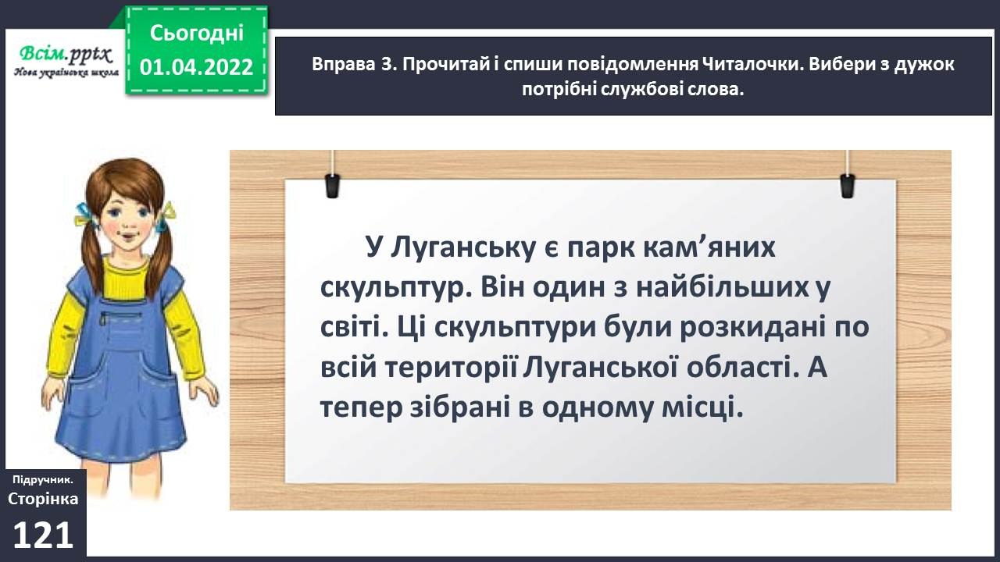 Всім.pptx
Нова українська школа
Сьогодні
01.04.2022
Вправа 3. Прочитай і спиши повідомлення Читалочки. Вибери з дужок
потрібні службові слова.
У Луганську є парк кам’яних
скульптур. Він один з найбільших у
світі. Ці скульптури були розкидані по
всій території Луганської області. А
тепер зібрані в одному місці.
Підручник.
Сторінка
121